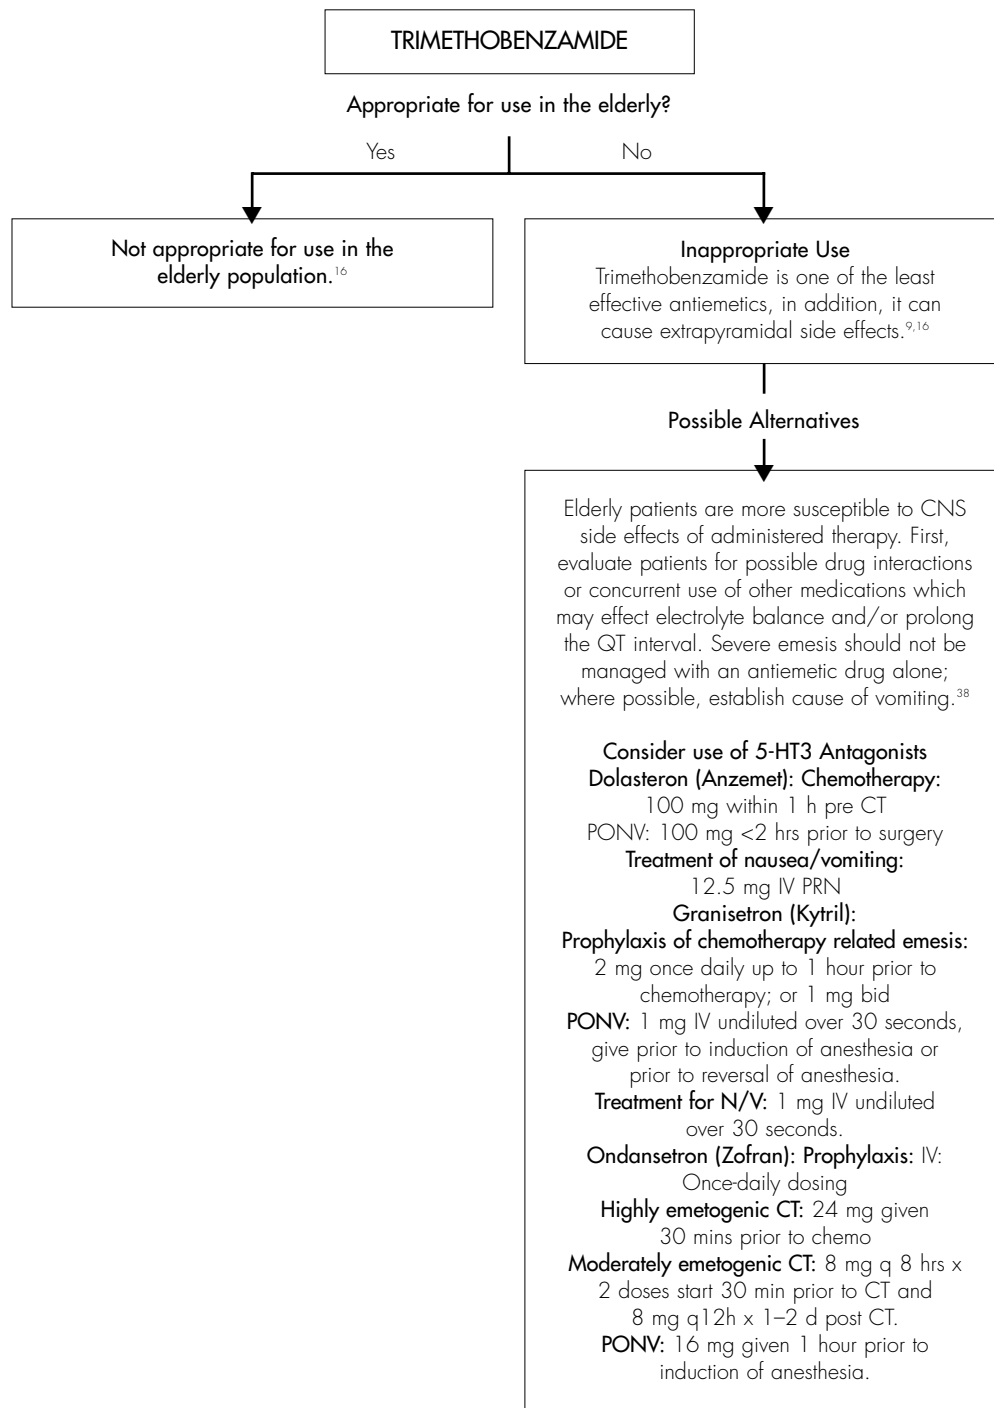 TRIMETHOBENZAMIDE
Appropriate for use in the elderly?
Yes
No
Not appropriate for use in the
elderly population.16
Inappropriate Use
Trimethobenzamide is one of the least
effective antiemetics, in addition, it can
cause extrapyramidal side effects.9,16
Possible Alternatives
Elderly patients are more susceptible to CNS
side effects of administered therapy. First,
evaluate patients for possible drug interactions
or concurrent use of other medications which
may effect electrolyte balance and/or prolong
the QT interval. Severe emesis should not be
managed with an antiemetic drug alone;
where possible, establish cause of vomiting.38
Consider use of 5-HT3 Antagonists
Dolasteron (Anzemet): Chemotherapy:
100 mg within 1 h pre CT
PONV: 100 mg <2 hrs prior to surgery
Treatment of nausea/vomiting:
12.5 mg IV PRN
Granisetron (Kytril):
Prophylaxis of chemotherapy related emesis:
2 mg once daily up to 1 hour prior to
chemotherapy; or 1 mg bid
PONV: 1 mg IV undiluted over 30 seconds,
give prior to induction of anesthesia or
prior to reversal of anesthesia.
Treatment for N/V: 1 mg IV undiluted
over 30 seconds.
Ondansetron (Zofran): Prophylaxis: IV:
Once-daily dosing
Highly emetogenic CT: 24 mg given
30 mins prior to chemo
Moderately emetogenic CT: 8 mg q 8 hrs x
2 doses start 30 min prior to CT and
8 mg q12h x 1–2 d post CT.
PONV: 16 mg given 1 hour prior to
induction of anesthesia.